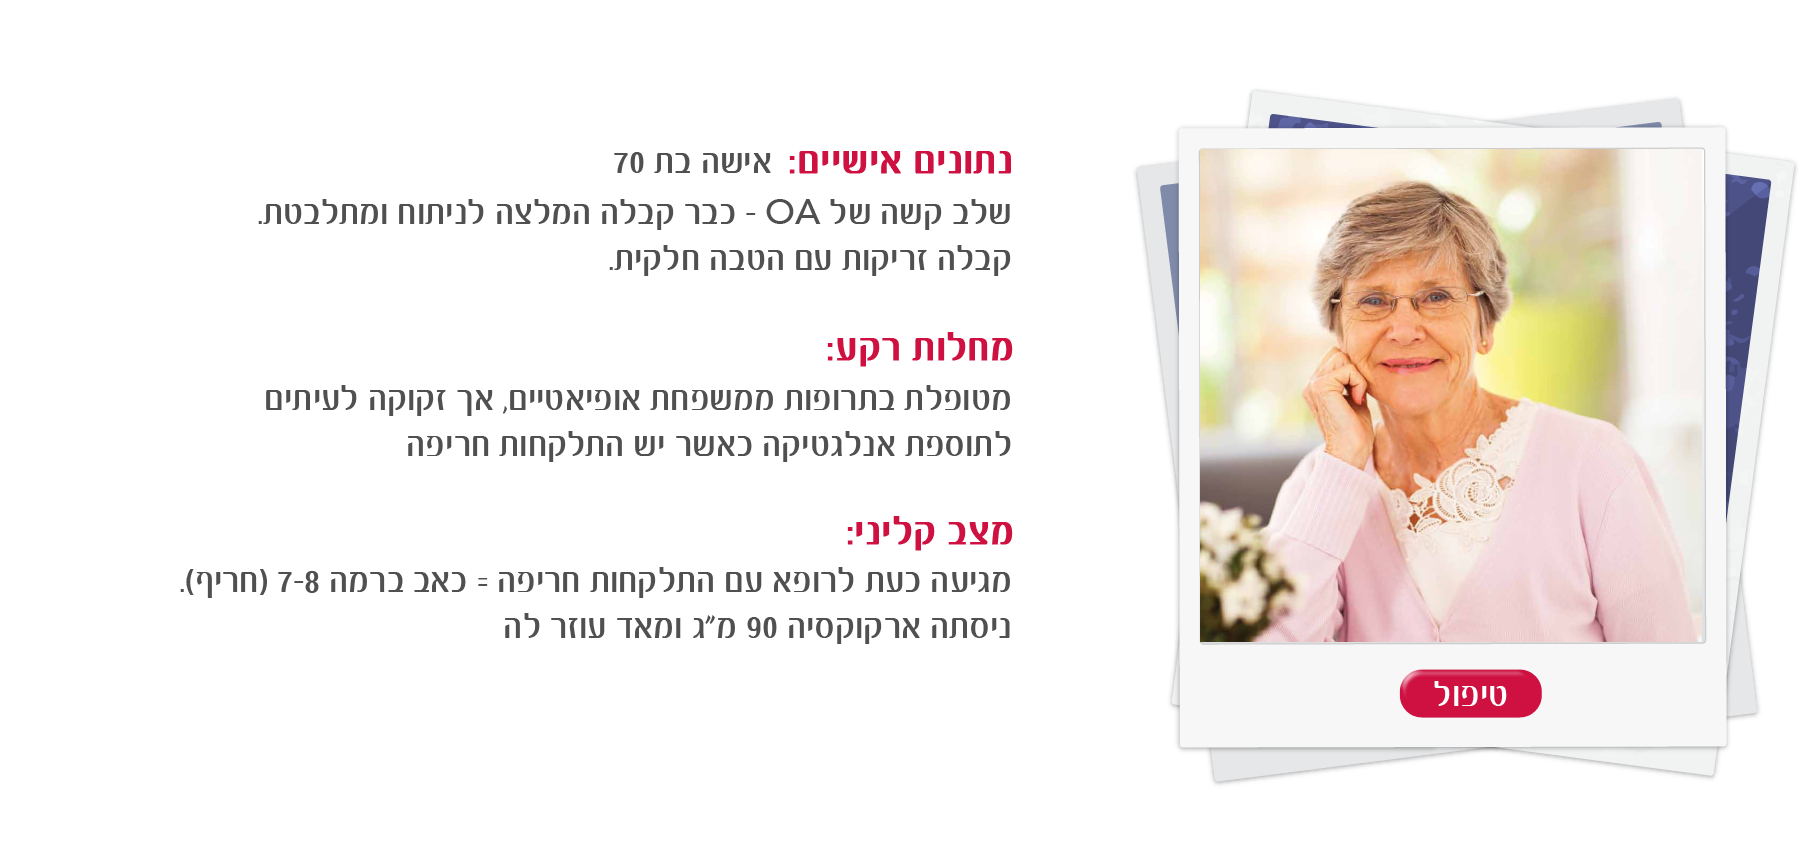 נתונים אישיים: אישה בת 70
שלב קשה של OA - כבר קבלה המלצה לניתוח ומתלבטת.
קבלה זריקות עם הטבה חלקית.
מחלות רקע:
מטופלת בתרופות ממשפחת אופיאטיים, אך זקוקה לעיתים
לתוספת אנלגטיקה כאשר יש התלקחות חריפה
מצב קליני:
מגיעה כעת לרופא עם התלקחות חריפה = כאב ברמה 7-8 (חריף).
ניסתה ארקוקסיה 90 מ"ג ומאד עוזר לה
טיפול